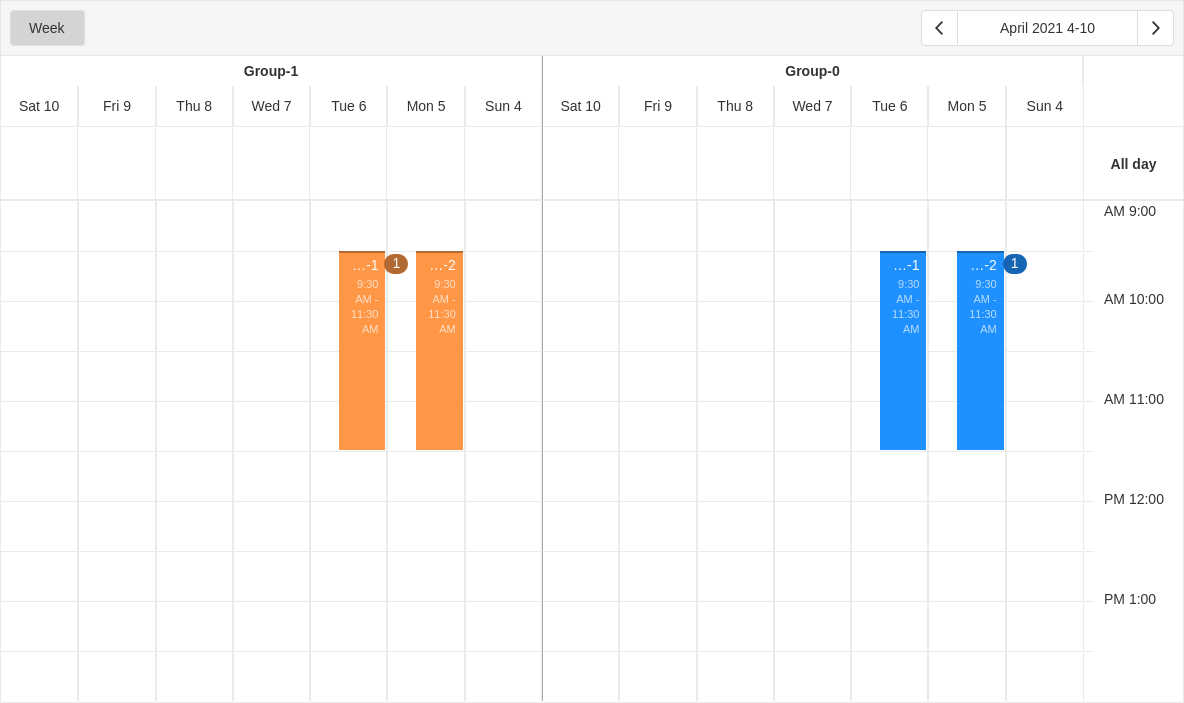 Week
April 2021 4-10
Group-1
Group-0
Sat 10 Fri 9 Thu 8 Wed 7 Tue 6 Mon 5 Sun 4 Sat 10 Fri 9 Thu 8 Wed 7 Tue 6 Mon 5 Sun 4
All day
AM 9:00
AM 10:00
AM 11:00
PM 12:00
PM 1:00
…-1
9:30
AM -
11:30
AM
1
…-2
9:30
AM -
11:30
AM
…-1
9:30
AM -
11:30
AM
…-2
9:30
AM -
11:30
AM
1